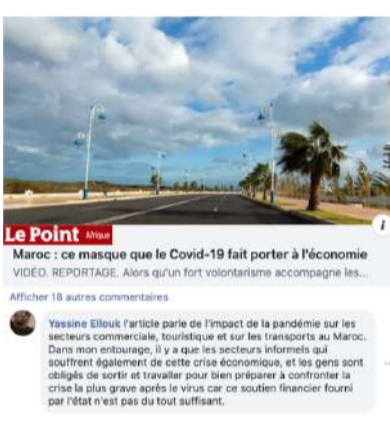 i
Le Point Afrique
Maroc : ce masque que le Covid-19 fait porter à l'économie
VIDÉO. REPORTAGE. Alors qu'un fort volontarisme accompagne les...
Afficher 18 autres commentaires
Yassine Ellouk l'article parle de l'impact de la pandémie sur les
secteurs commerciale, touristique et sur les transports au Maroc.
Dans mon entourage, il y a que les secteurs informels qui
souffrent également de cette crise économique, et les gens sont
obligés de sortir et travailler pour bien préparer à confronter la
crise la plus grave après le virus car ce soutien financier fourni
par l'état n'est pas du tout suffisant.